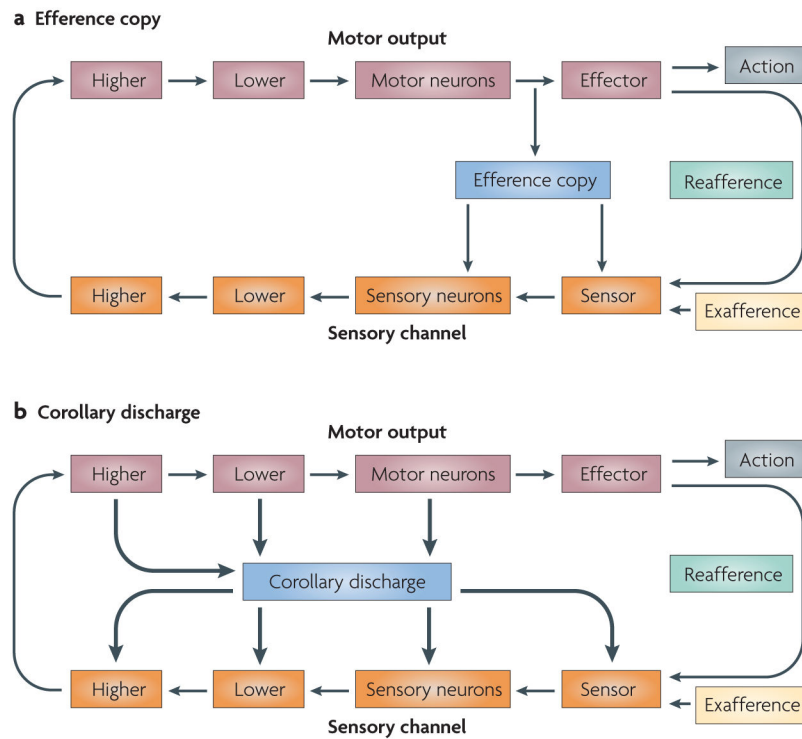 a Efference copy
Motor output
Higher
Lower
Motor neurons
Effector
Action
Efference copy
Reafference
Higher
Lower
Sensory neurons
Sensor
Exafference
Sensory channel
b Corollary discharge
Motor output
Higher
Lower
Motor neurons
Effector
Action
Corollary discharge
Reafference
Higher
Lower
Sensory neurons
Sensor
Exafference
Sensory channel